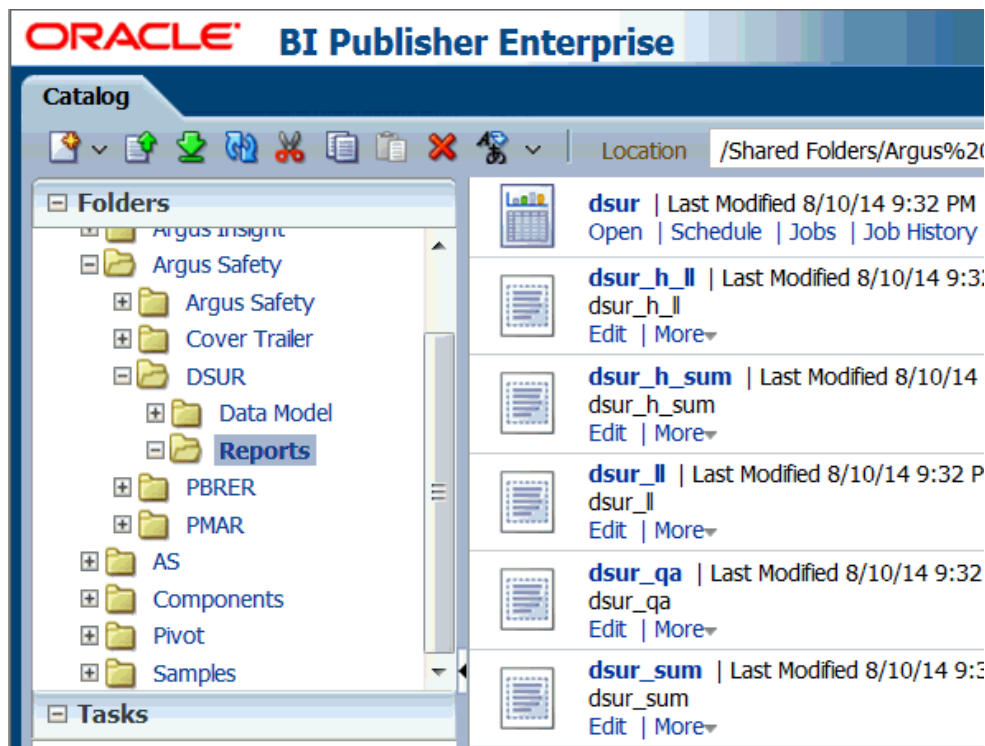 ORACLE BI Publisher Enterprise
Catalog
Location /Shared Folders/Argus%20
Folders
Argus Insight
Argus Safety
Argus Safety
Cover Trailer
DSUR
Data Model
Reports
PBRER
PMAR
AS
Components
Pivot
Samples
Tasks
dsur | Last Modified 8/10/14 9:32 PM
Open | Schedule | Jobs | Job History
dsur_h_ll | Last Modified 8/10/14 9:32
dsur_h_ll
Edit | More
dsur_h_sum | Last Modified 8/10/14
dsur_h_sum
Edit | More
dsur_ll | Last Modified 8/10/14 9:32 P
dsur_ll
Edit | More
dsur_qa | Last Modified 8/10/14 9:32
dsur_qa
Edit | More
dsur_sum | Last Modified 8/10/14 9:3
dsur_sum
Edit | More